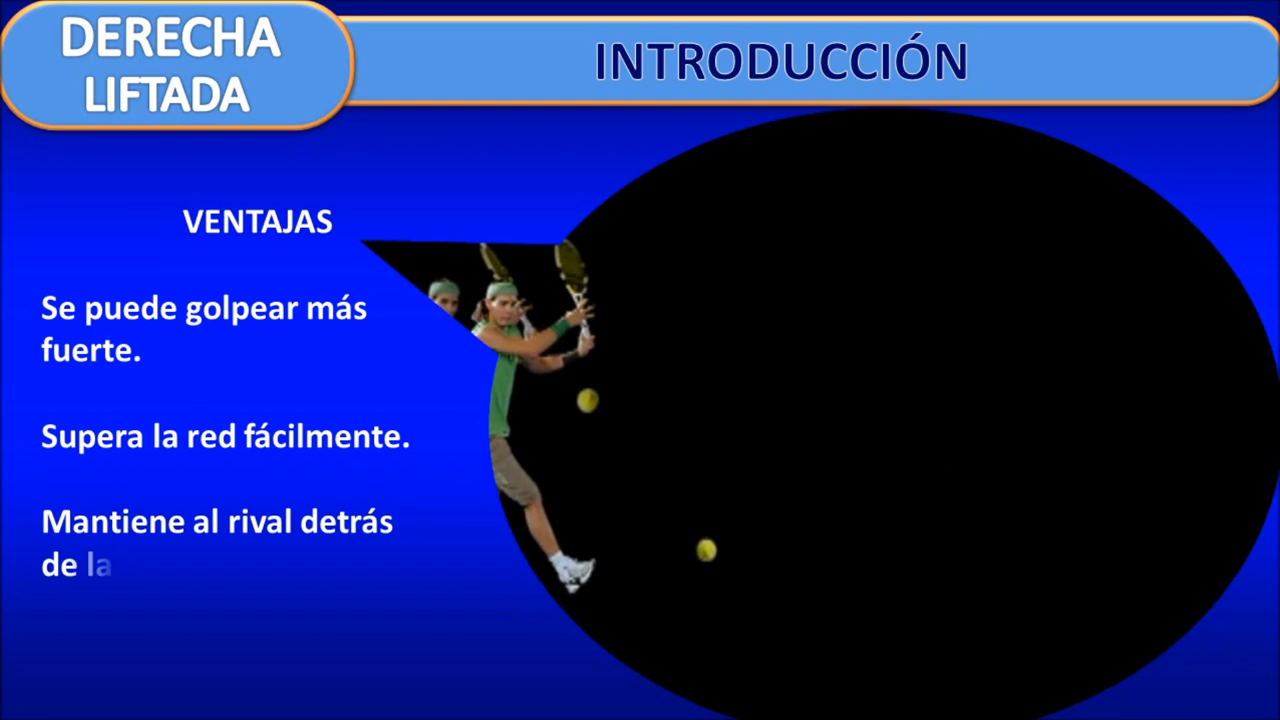 DERECHA
LIFTADA
INTRODUCCIÓN
VENTAJAS
Se puede golpear más
fuerte.
Supera la red fácilmente.
Mantiene al rival detrás
de la